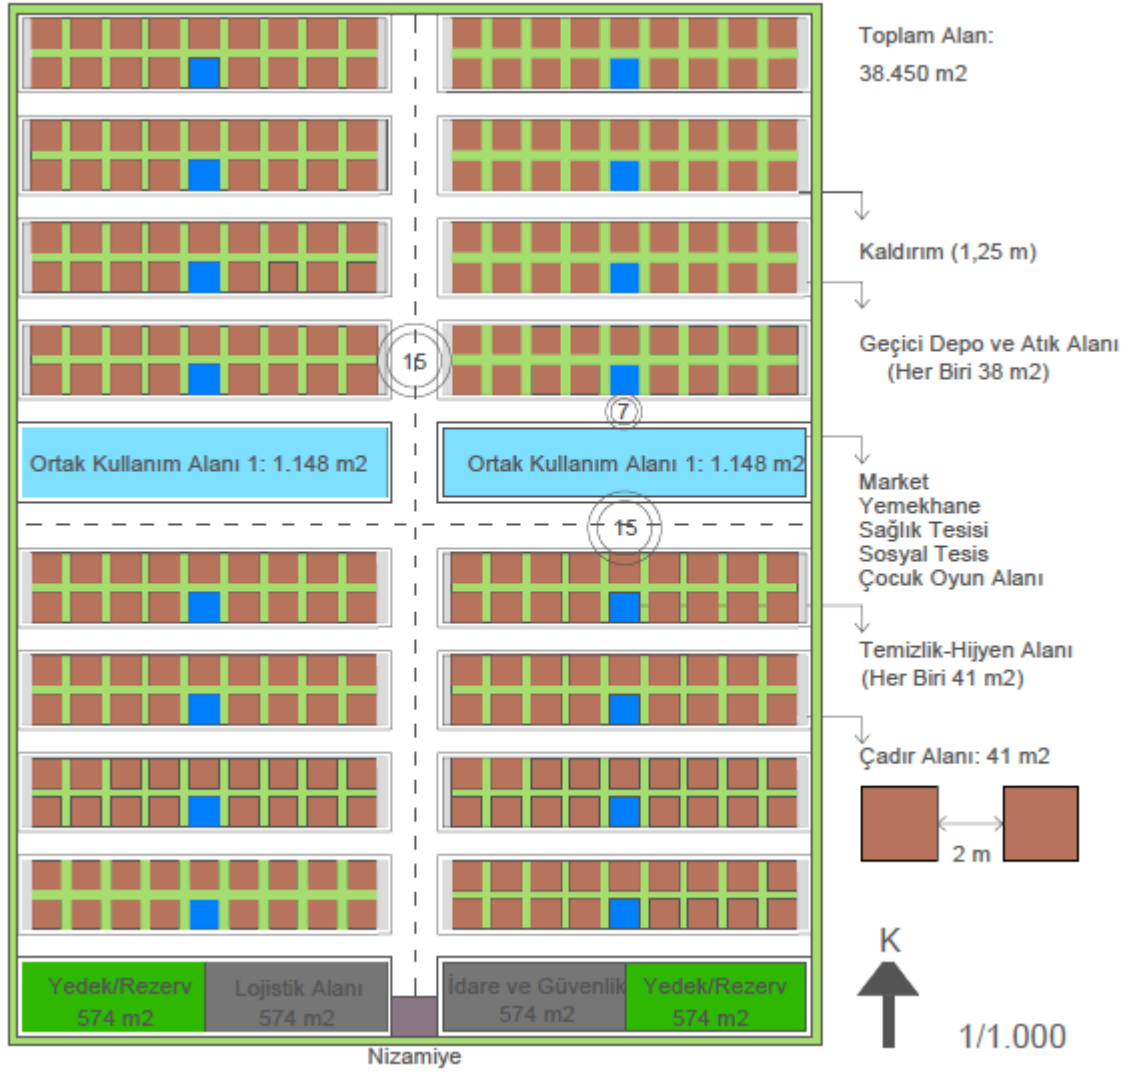 Toplam Alan:
38.450 m2
Kaldırım (1,25 m)
Geçici Depo ve Atık Alanı
(Her Biri 38 m2)
15
7
Ortak Kullanım Alanı 1: 1.148 m2
Ortak Kullanım Alanı 1: 1.148 m2
Market
Yemekhane
Sağlık Tesisi
Sosyal Tesis
Çocuk Oyun Alanı
15
Temizlik-Hijyen Alanı
(Her Biri 41 m2)
Çadır Alanı: 41 m2
2 m
K
1/1.000
Yedek/Rezerv
574 m2
Lojistik Alanı
574 m2
İdare ve Güvenlik
574 m2
Yedek/Rezerv
574 m2
Nizamiye